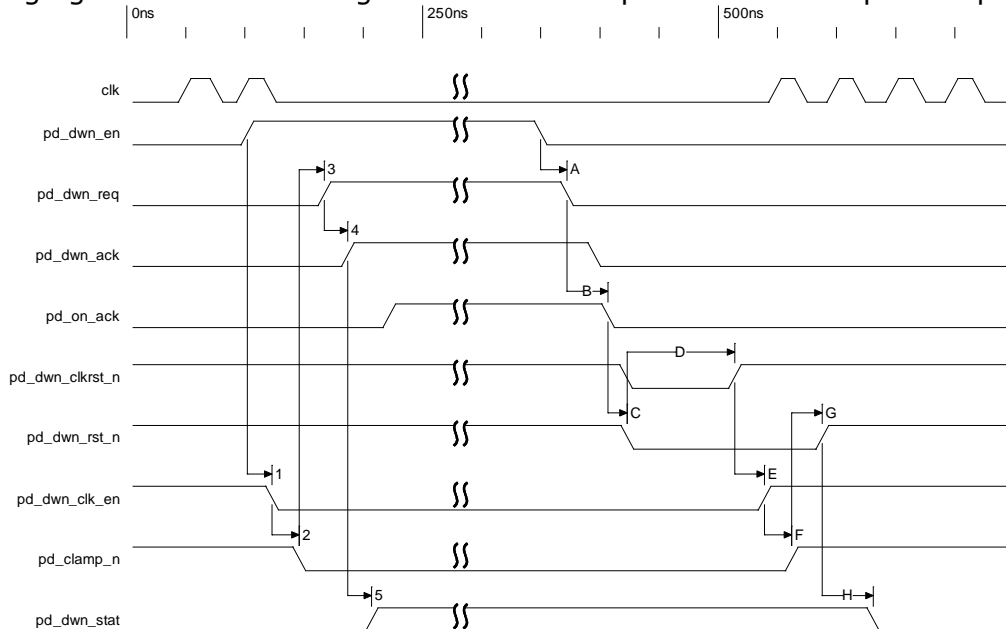 0ns 250ns 500ns
clk
pd_dwn_en
3 A
pd_dwn_req
4
pd_dwn_ack
B
pd_on_ack
D
pd_dwn_clkrst_n
C G
pd_dwn_rst_n
1 E
pd_dwn_clk_en
2 F
pd_clamp_n
5 H
pd_dwn_stat